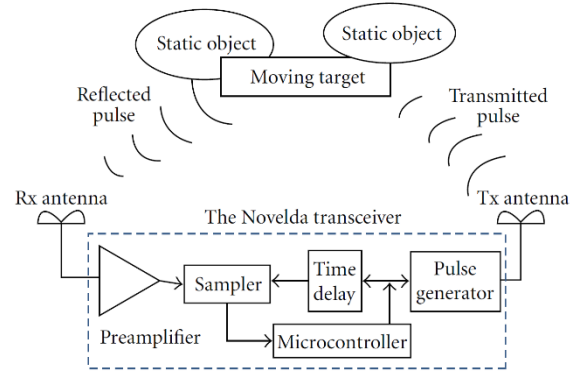 Static object
Static object
Moving target
Reflected
pulse
Transmitted
pulse
Rx antenna
Tx antenna
The Novelda transceiver
Sampler
Time
delay
Pulse
generator
Preamplifier
Microcontroller